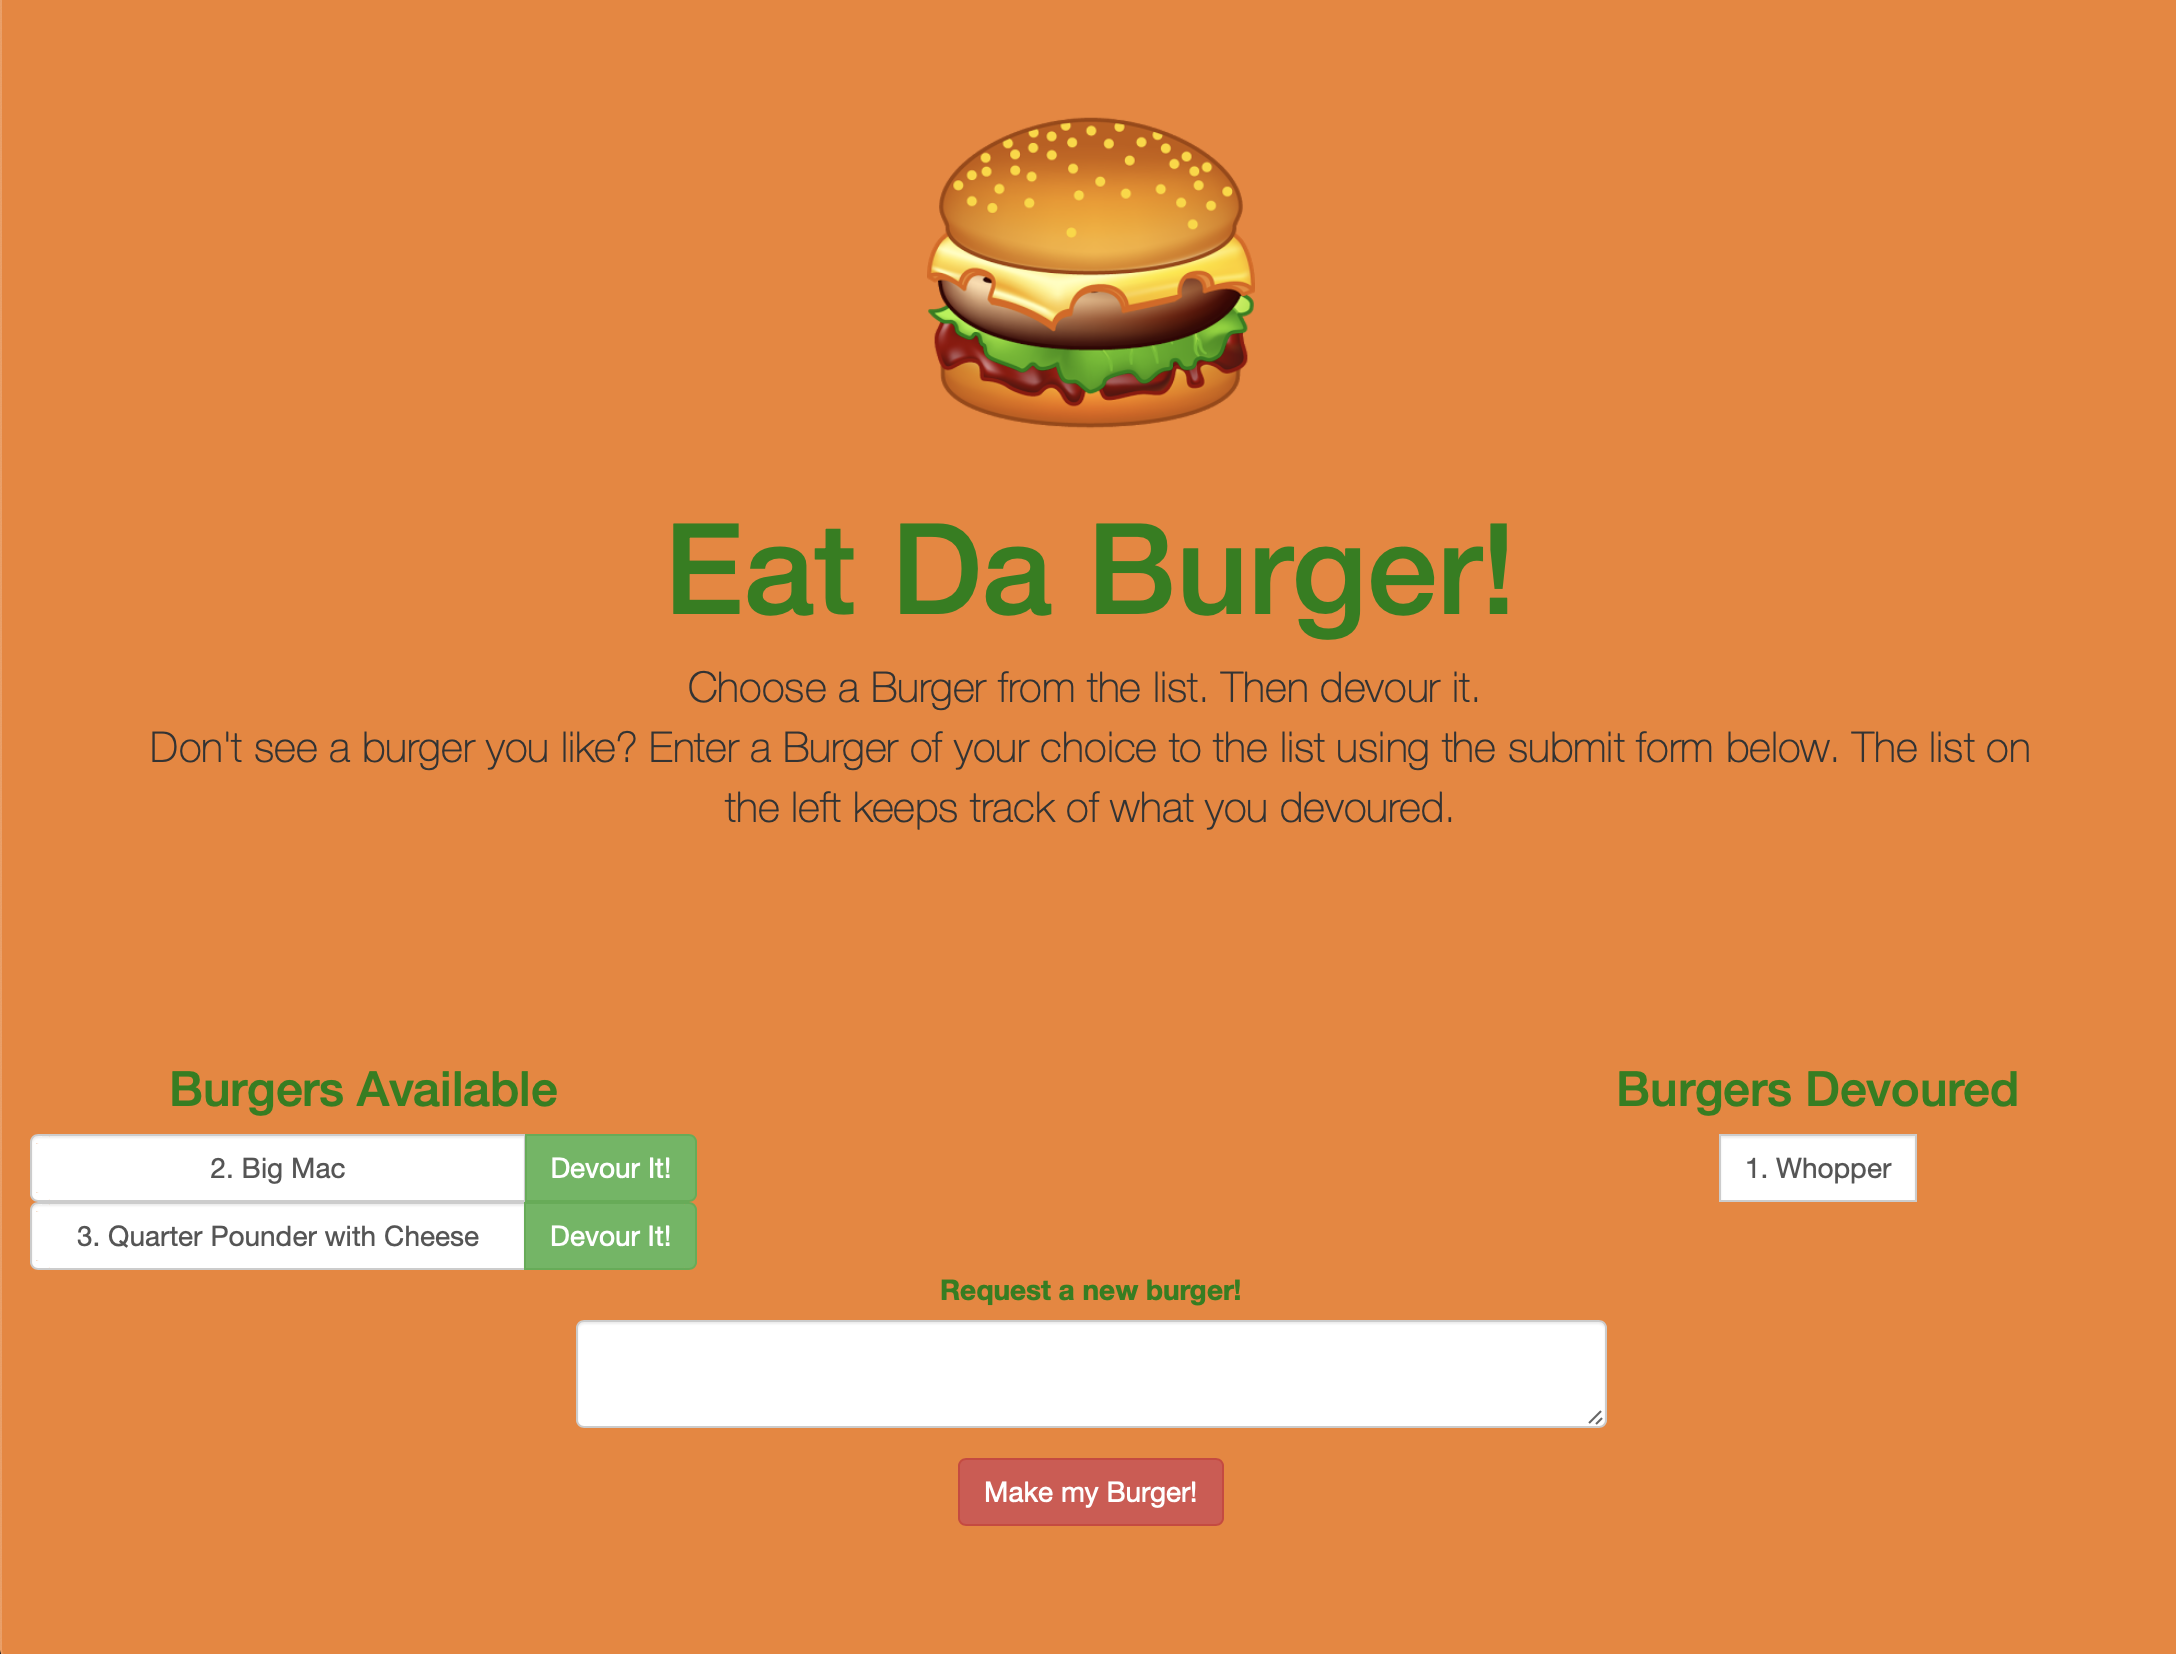 Eat Da Burger!
Choose a Burger from the list. Then devour it.
Don't see a burger you like? Enter a Burger of your choice to the list using the submit form below. The list on
the left keeps track of what you devoured.
Burgers Available
2. Big Mac Devour It!
3. Quarter Pounder with Cheese Devour It!
Burgers Devoured
1. Whopper
Request a new burger!
Make my Burger!